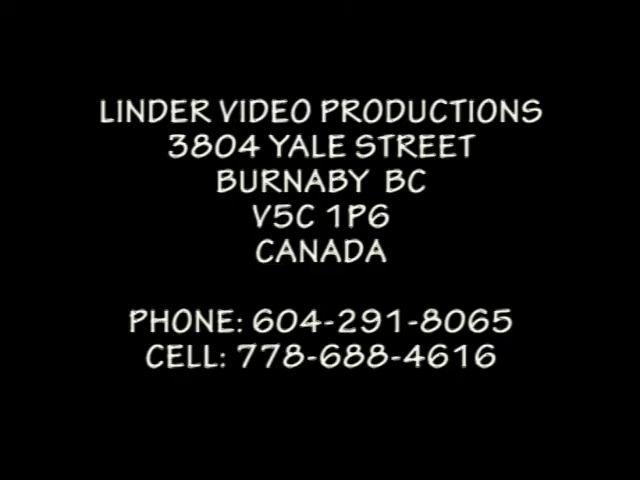 LINDER VIDEO PRODUCTIONS
3804 YALE STREET
BURNABY BC
V5C 1P6
CANADA
PHONE: 604-291-8065
CELL: 778-688-4616